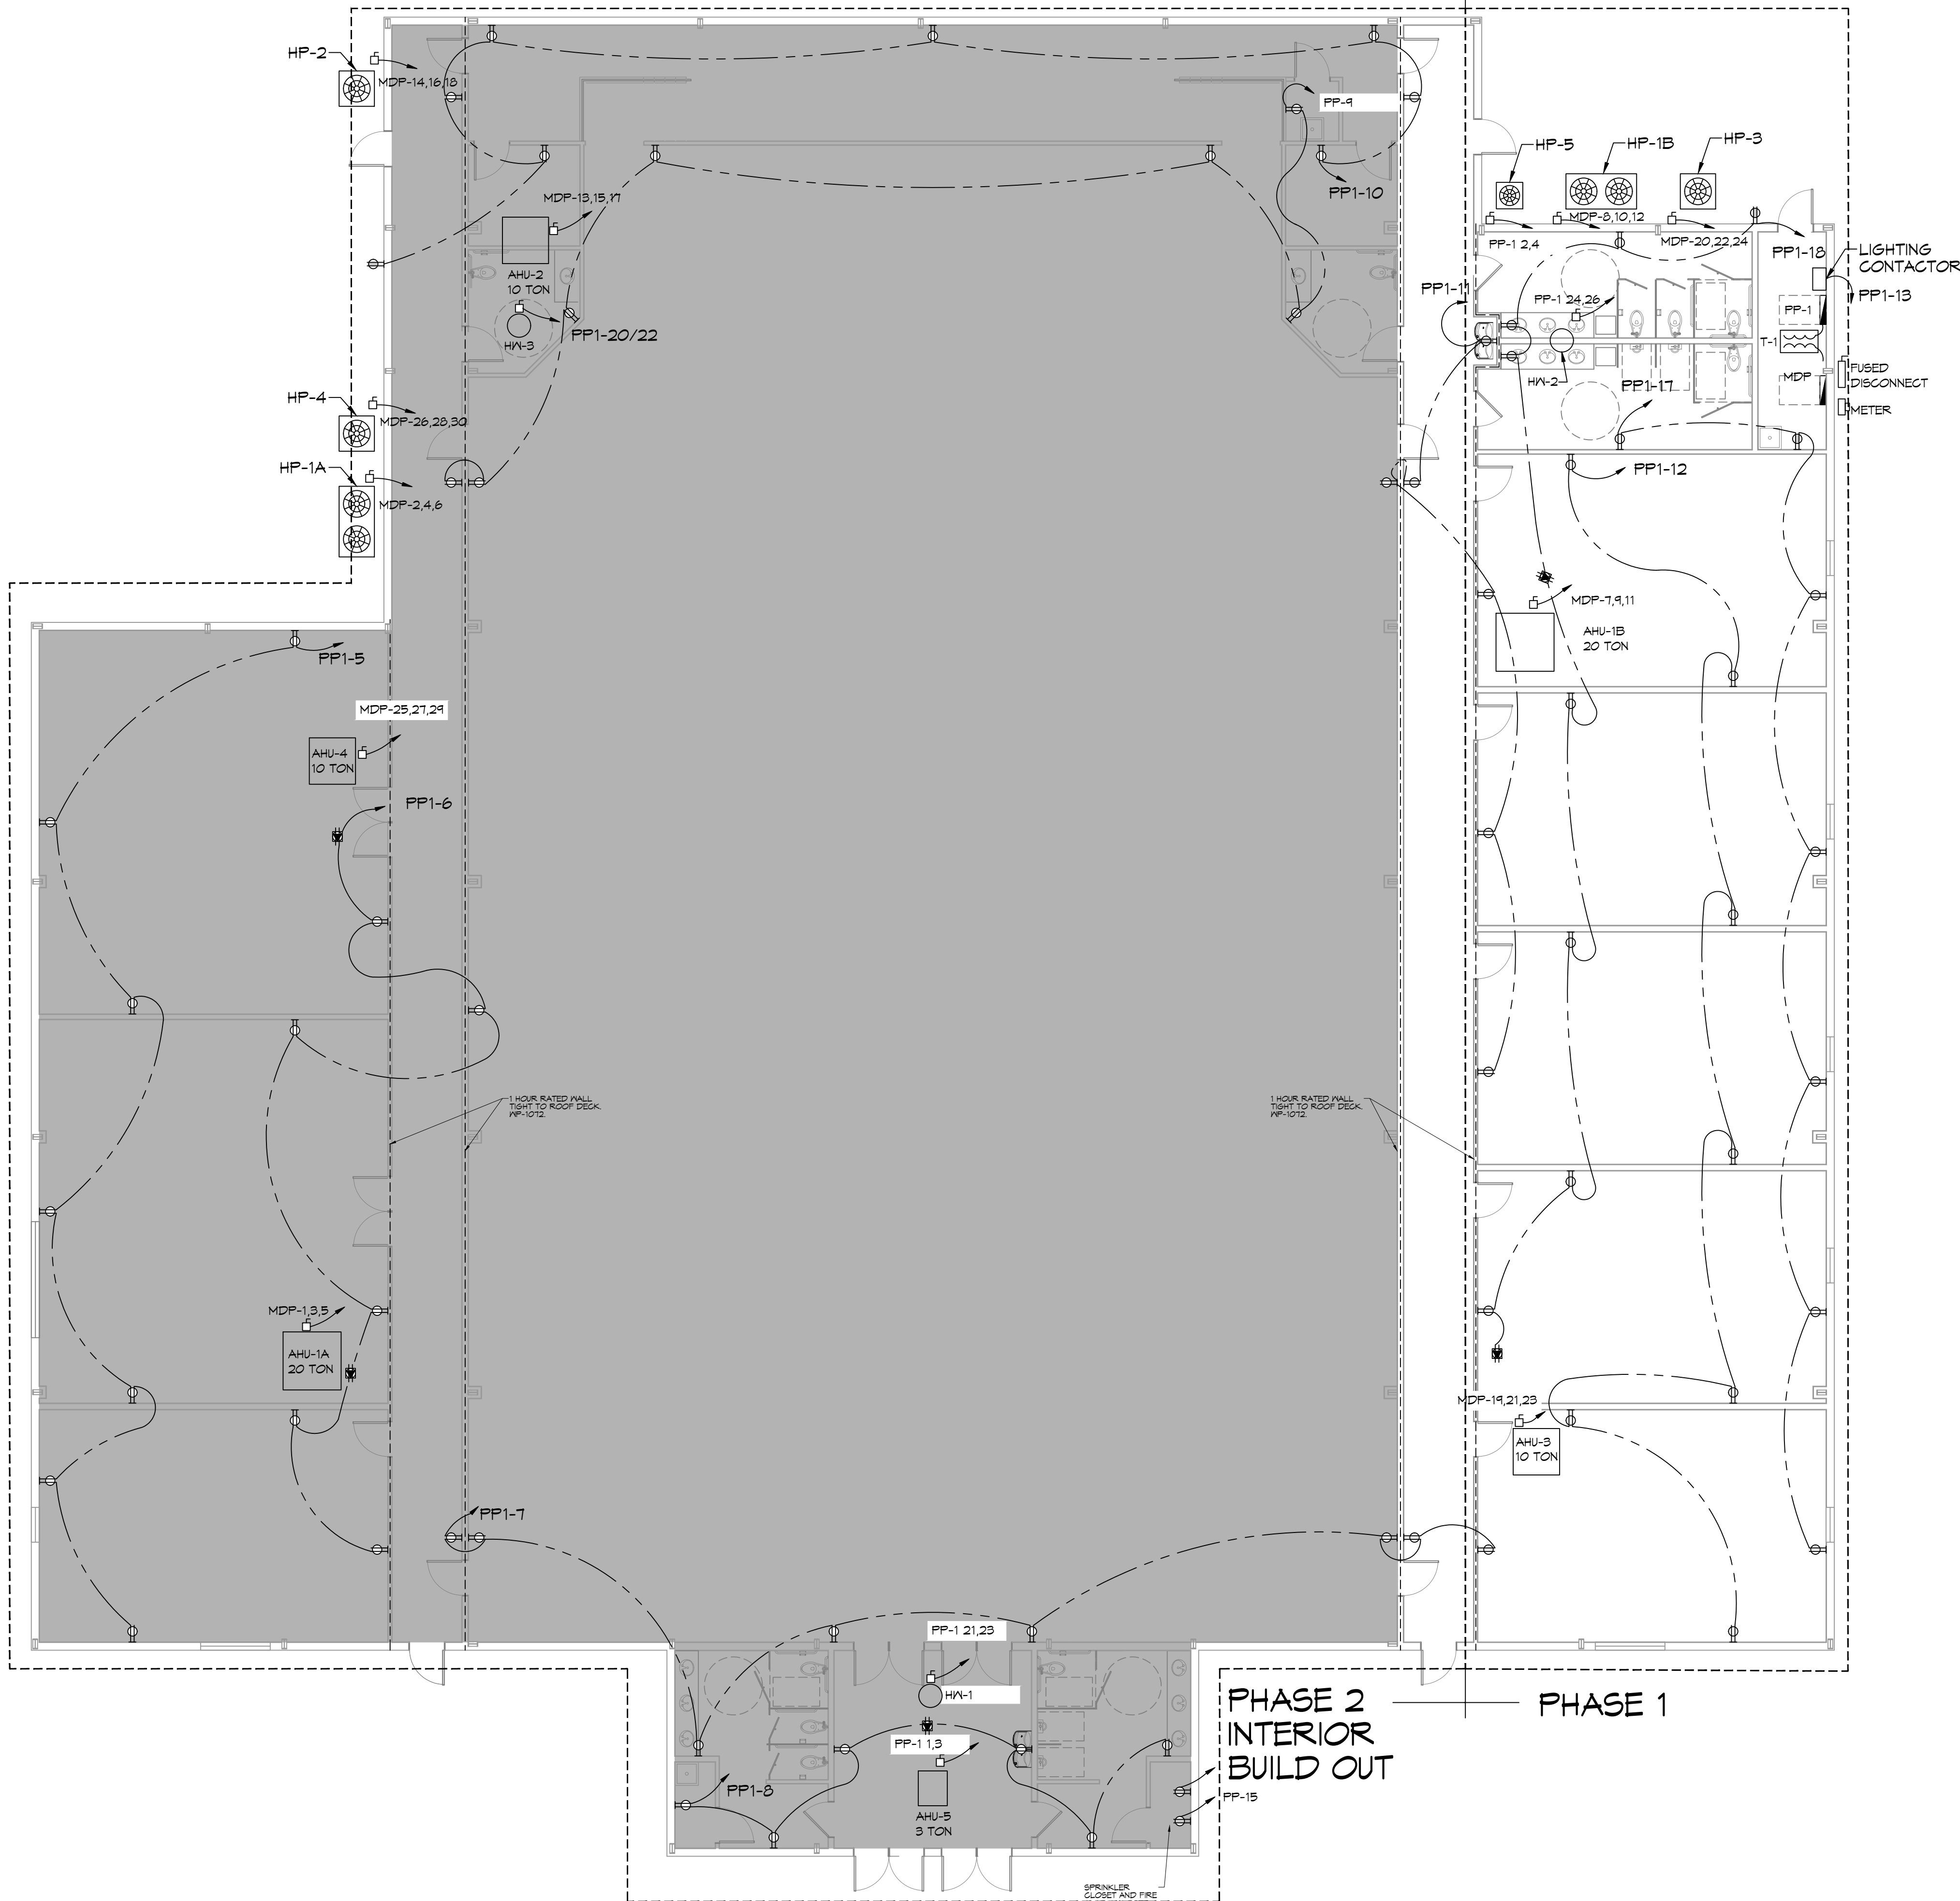 HP-2
MDP-14,16,18
PP-9
HP-5
HP-1B
HP-3
MDP-13,15,17
PP1-10
MDP-8,10,12
PP-1 2,4
MDP-20,22,24
PP1-18
LIGHTING
CONTACTOR
AHU-2
10 TON
PP1-11
PP-1 24,26
PP1-13
PP-1
HW-3
PP1-20/22
T-1
HP-4
HW-2
PP1-17
MDP
FUSED
DISCONNECT
METER
MDP-26,28,30
HP-1A
PP1-12
MDP-2,4,6
MDP-7,9,11
AHU-1B
20 TON
PP1-5
MDP-25,27,29
AHU-4
10 TON
PP1-6
1 HOUR RATED WALL
TIGHT TO ROOF DECK.
WP-1072.
1 HOUR RATED WALL
TIGHT TO ROOF DECK.
WP-1072.
MDP-1,3,5
AHU-1A
20 TON
MDP-19,21,23
AHU-3
10 TON
PP1-7
PP-1 21,23
HW-1
PP-1 1,3
PP1-8
AHU-5
3 TON
PHASE 2
INTERIOR
BUILD OUT
PHASE 1
PP-15
SPRINKLER
CLOSET AND FIRE